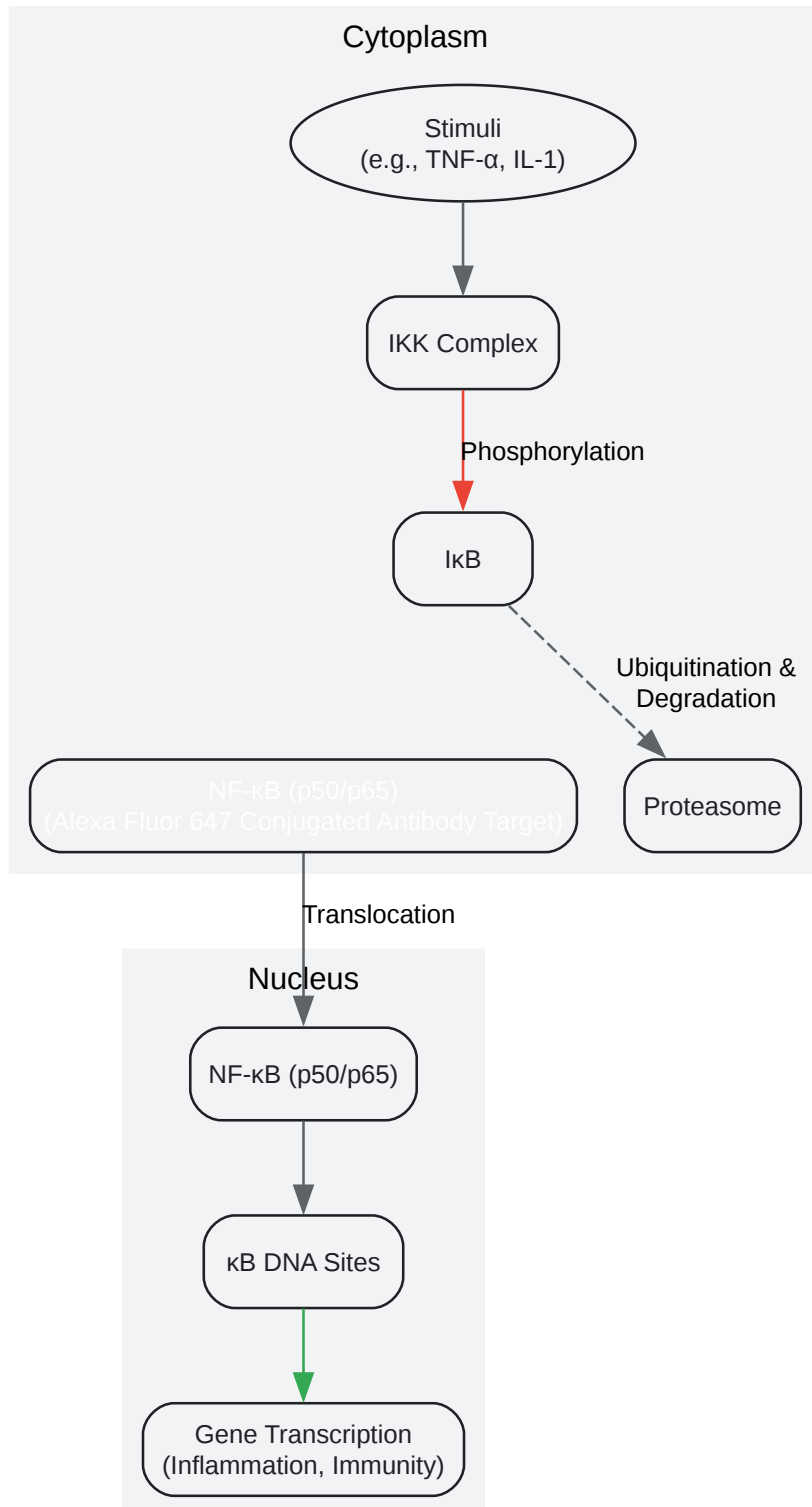 Cytoplasm
Stimuli
(e.g., TNF-α, IL-1)
IKK Complex
Phosphorylation
IκB
Ubiquitination &
Degradation
NF-κB (p50/p65)
(Alexa Fluor 647 Conjugated Antibody Target)
Proteasome
Translocation
Nucleus
NF-κB (p50/p65)
κB DNA Sites
Gene Transcription
(Inflammation, Immunity)